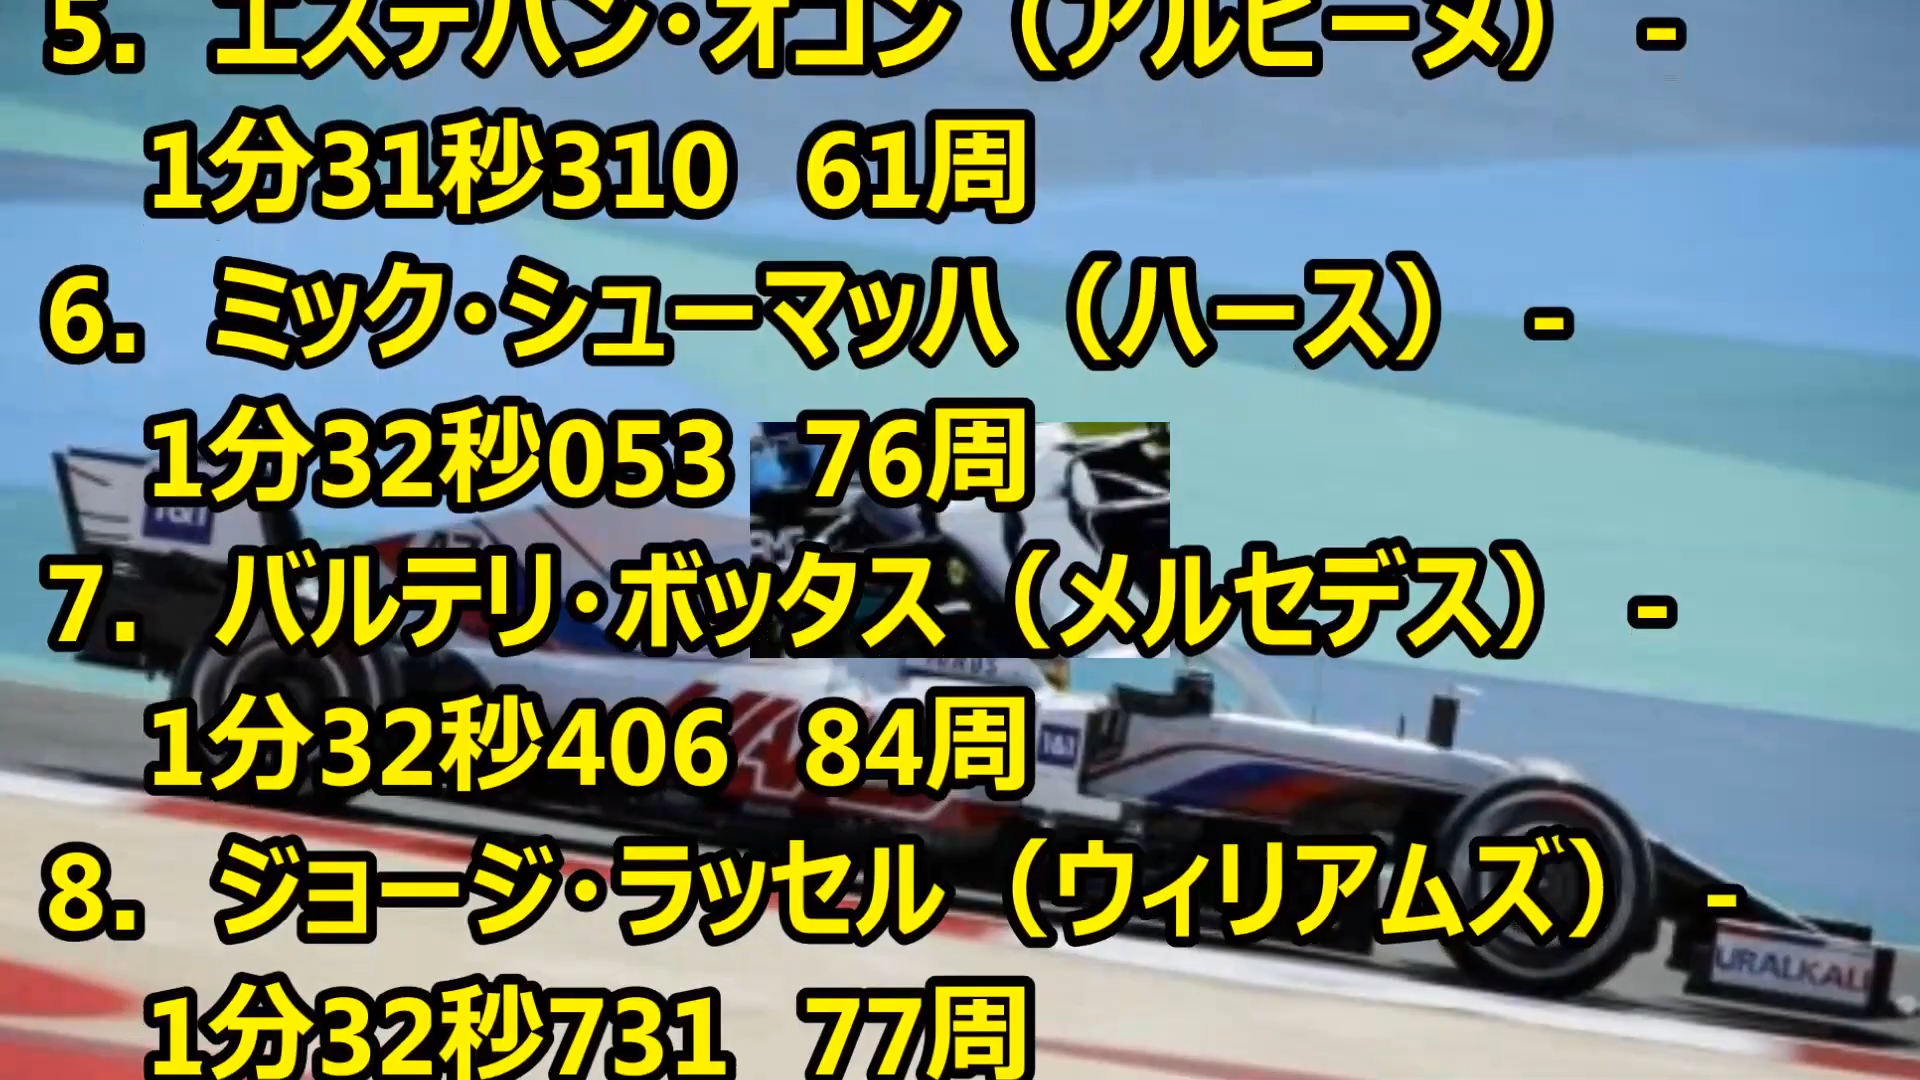 5. エステバン・オコン（アルピーヌ） -
1分31秒310 61周
6. ミック・シューマッハ（ハース） -
1分32秒053 76周
7. バルテリ・ボッタス（メルセデス） -
1分32秒406 84周
8. ジョージ・ラッセル（ウィリアムズ） -
1分32秒731 77周
1&1
1&1
URALKALI